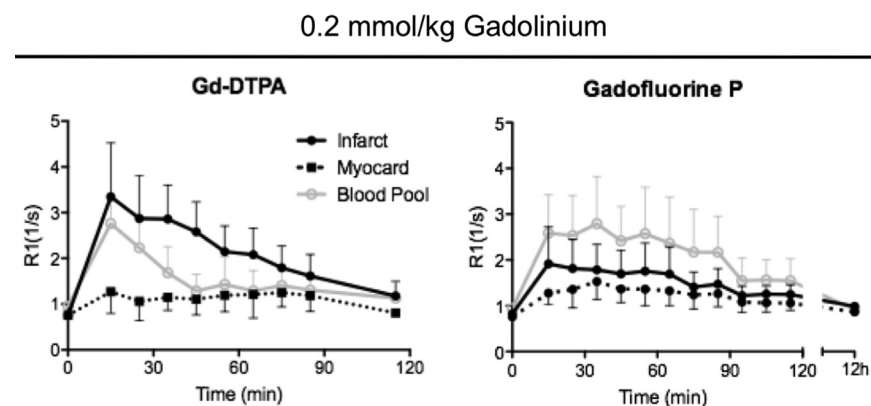 0.2 mmol/kg Gadolinium
Gd-DTPA
5
4
3
2
1
0
R1(1/s)
0
30
60
90
120
Time (min)
Infarct
Myocard
Blood Pool
Gadofluorine P
5
4
3
2
1
0
R1(1/s)
0
30
60
90
120
12h
Time (min)